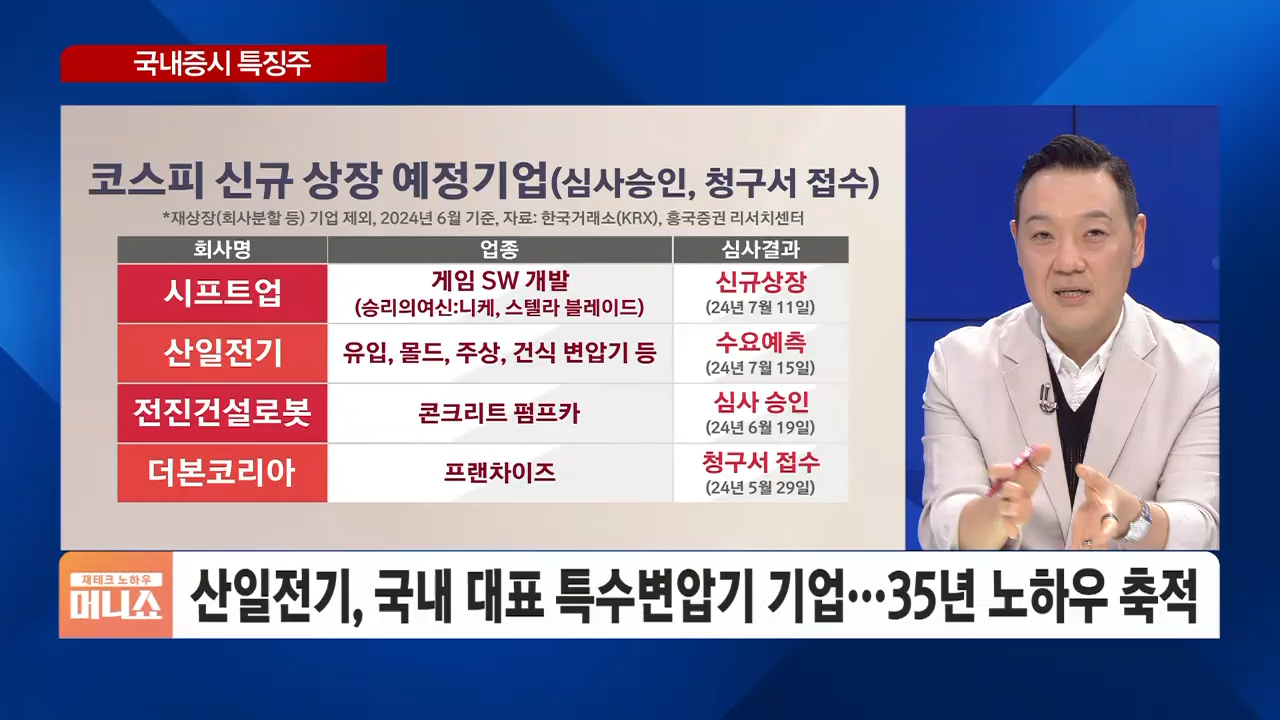 국내증시 특징주
코스피 신규 상장 예정기업(심사승인, 청구서 접수)
*재상장(회사분할 등) 기업 제외, 2024년 6월 기준, 자료: 한국거래소(KRX), 흥국증권 리서치센터
회사명 업종 심사결과
시프트업 게임 SW 개발 신규상장
(승리의여신:니케, 스텔라 블레이드) (24년 7월 11일)
산일전기 유입, 몰드, 주상, 건식 변압기 등 수요예측
(24년 7월 15일)
전진건설로봇 콘크리트 펌프카 심사 승인
(24년 6월 19일)
더본코리아 프랜차이즈 청구서 접수
(24년 5월 29일)
재테크 노하우
머니쇼
산일전기, 국내 대표 특수변압기 기업…35년 노하우 축적